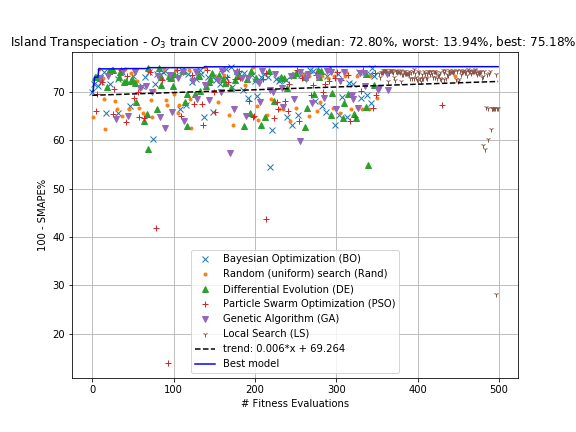 Island Transpeciation - O3 train CV 2000-2009 (median: 72.80%, worst: 13.94%, best: 75.18%
70
60
50
40
30
20
100 - SMAPE%
Bayesian Optimization (BO)
Random (uniform) search (Rand)
Differential Evolution (DE)
Particle Swarm Optimization (PSO)
Genetic Algorithm (GA)
Local Search (LS)
trend: 0.006*x + 69.264
Best model
0 100 200 300 400 500
# Fitness Evaluations